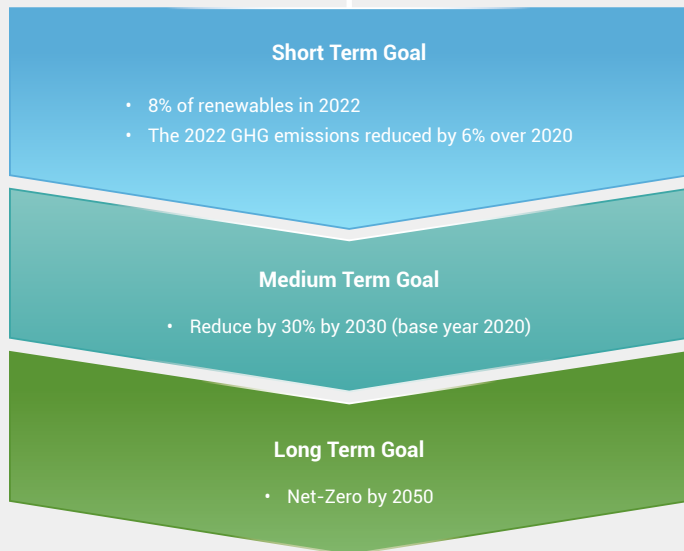 Short Term Goal
• 8% of renewables in 2022
• The 2022 GHG emissions reduced by 6% over 2020
Medium Term Goal
• Reduce by 30% by 2030 (base year 2020)
Long Term Goal
• Net-Zero by 2050